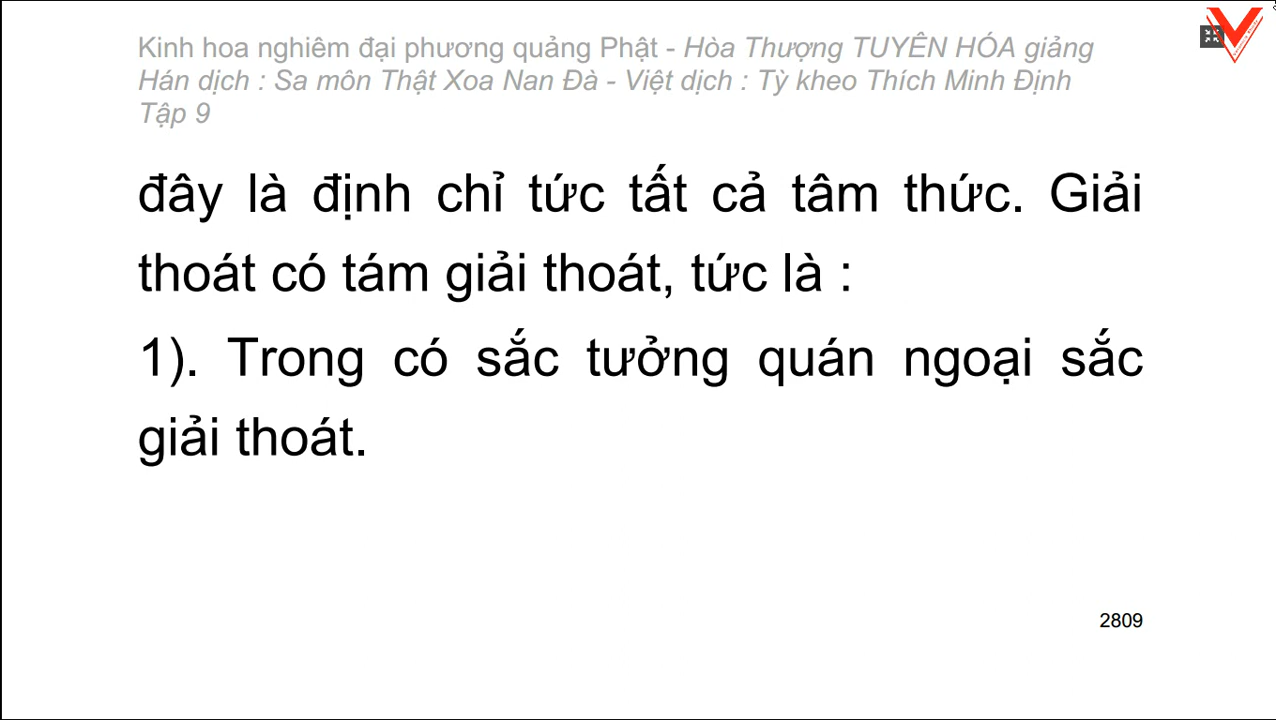 Kinh hoa nghiêm đại phương quảng Phật - Hòa Thượng TUYÊN HÓA giảng
Hán dịch : Sa môn Thật Xoa Nan Đà - Việt dịch : Tỳ kheo Thích Minh Định
Tập 9
đây là định chỉ tức tất cả tâm thức. Giải
thoát có tám giải thoát, tức là :
1). Trong có sắc tưởng quán ngoại sắc
giải thoát.
2809